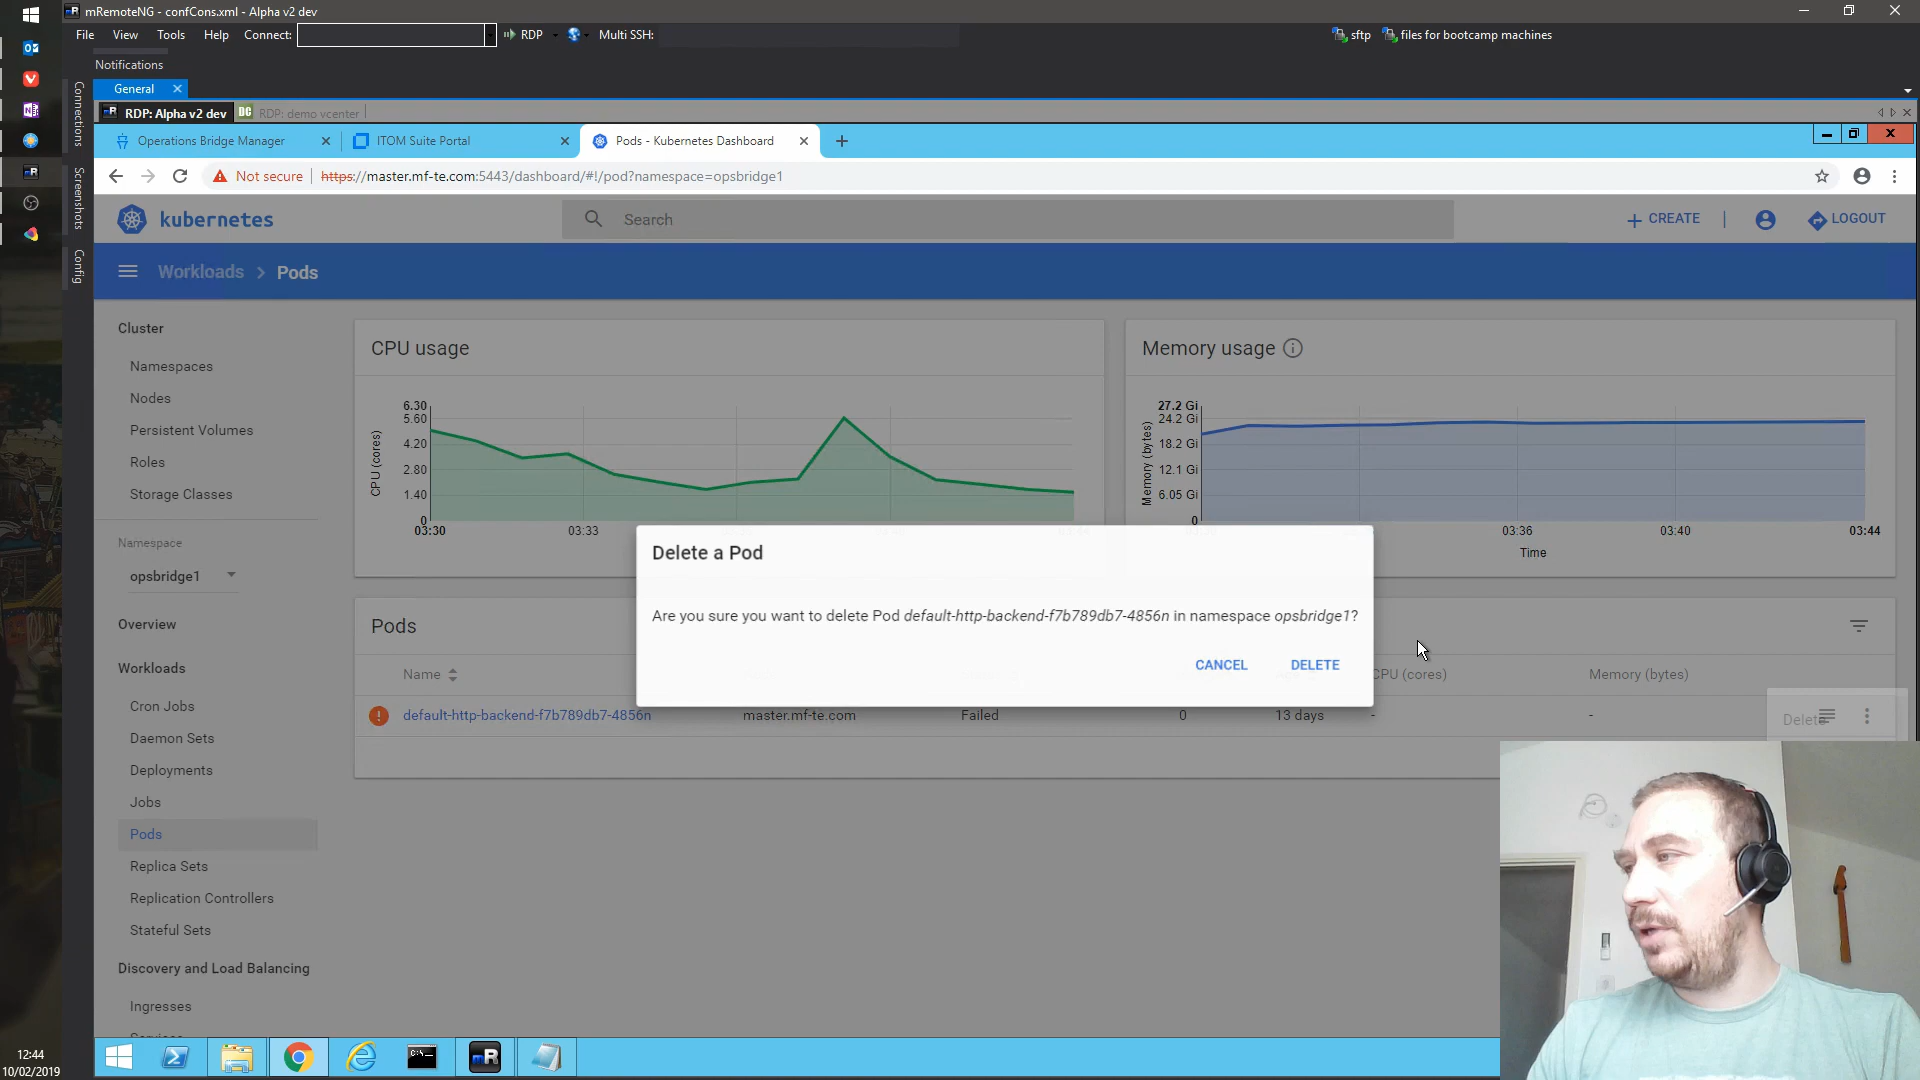 mRemoteNG - confCons.xml - Alpha v2 dev
File View Tools Help Connect: RDP Multi SSH: sftp files for bootcamp machines
Notifications
Connections
Screenshots
Config
General
RDP: Alpha v2 dev RDP: demo vcenter
Operations Bridge Manager ITOM Suite Portal Pods - Kubernetes Dashboard
Not secure https://master.mf-te.com:5443/dashboard/#!/pod?namespace=opsbridge1
kubernetes Search CREATE LOGOUT
Workloads > Pods
Cluster
Namespaces
Nodes
Persistent Volumes
Roles
Storage Classes
Namespace
opsbridge1
Overview
Workloads
Cron Jobs
Daemon Sets
Deployments
Jobs
Pods
Replica Sets
Replication Controllers
Stateful Sets
Discovery and Load Balancing
Ingresses
CPU usage
CPU (cores)
6.30
5.60
4.20
2.80
1.40
0
03:30 03:33
Memory usage
Memory (bytes)
27.2 Gi
24.2 Gi
18.2 Gi
12.1 Gi
6.05 Gi
0
03:36 03:40 03:44
Time
Delete a Pod
Are you sure you want to delete Pod default-http-backend-f7b789db7-4856n in namespace opsbridge1?
CANCEL DELETE
Pods
Name CPU (cores) Memory (bytes)
default-http-backend-f7b789db7-4856n master.mf-te.com Failed 0 13 days - -
Delete
12:44
10/02/2019